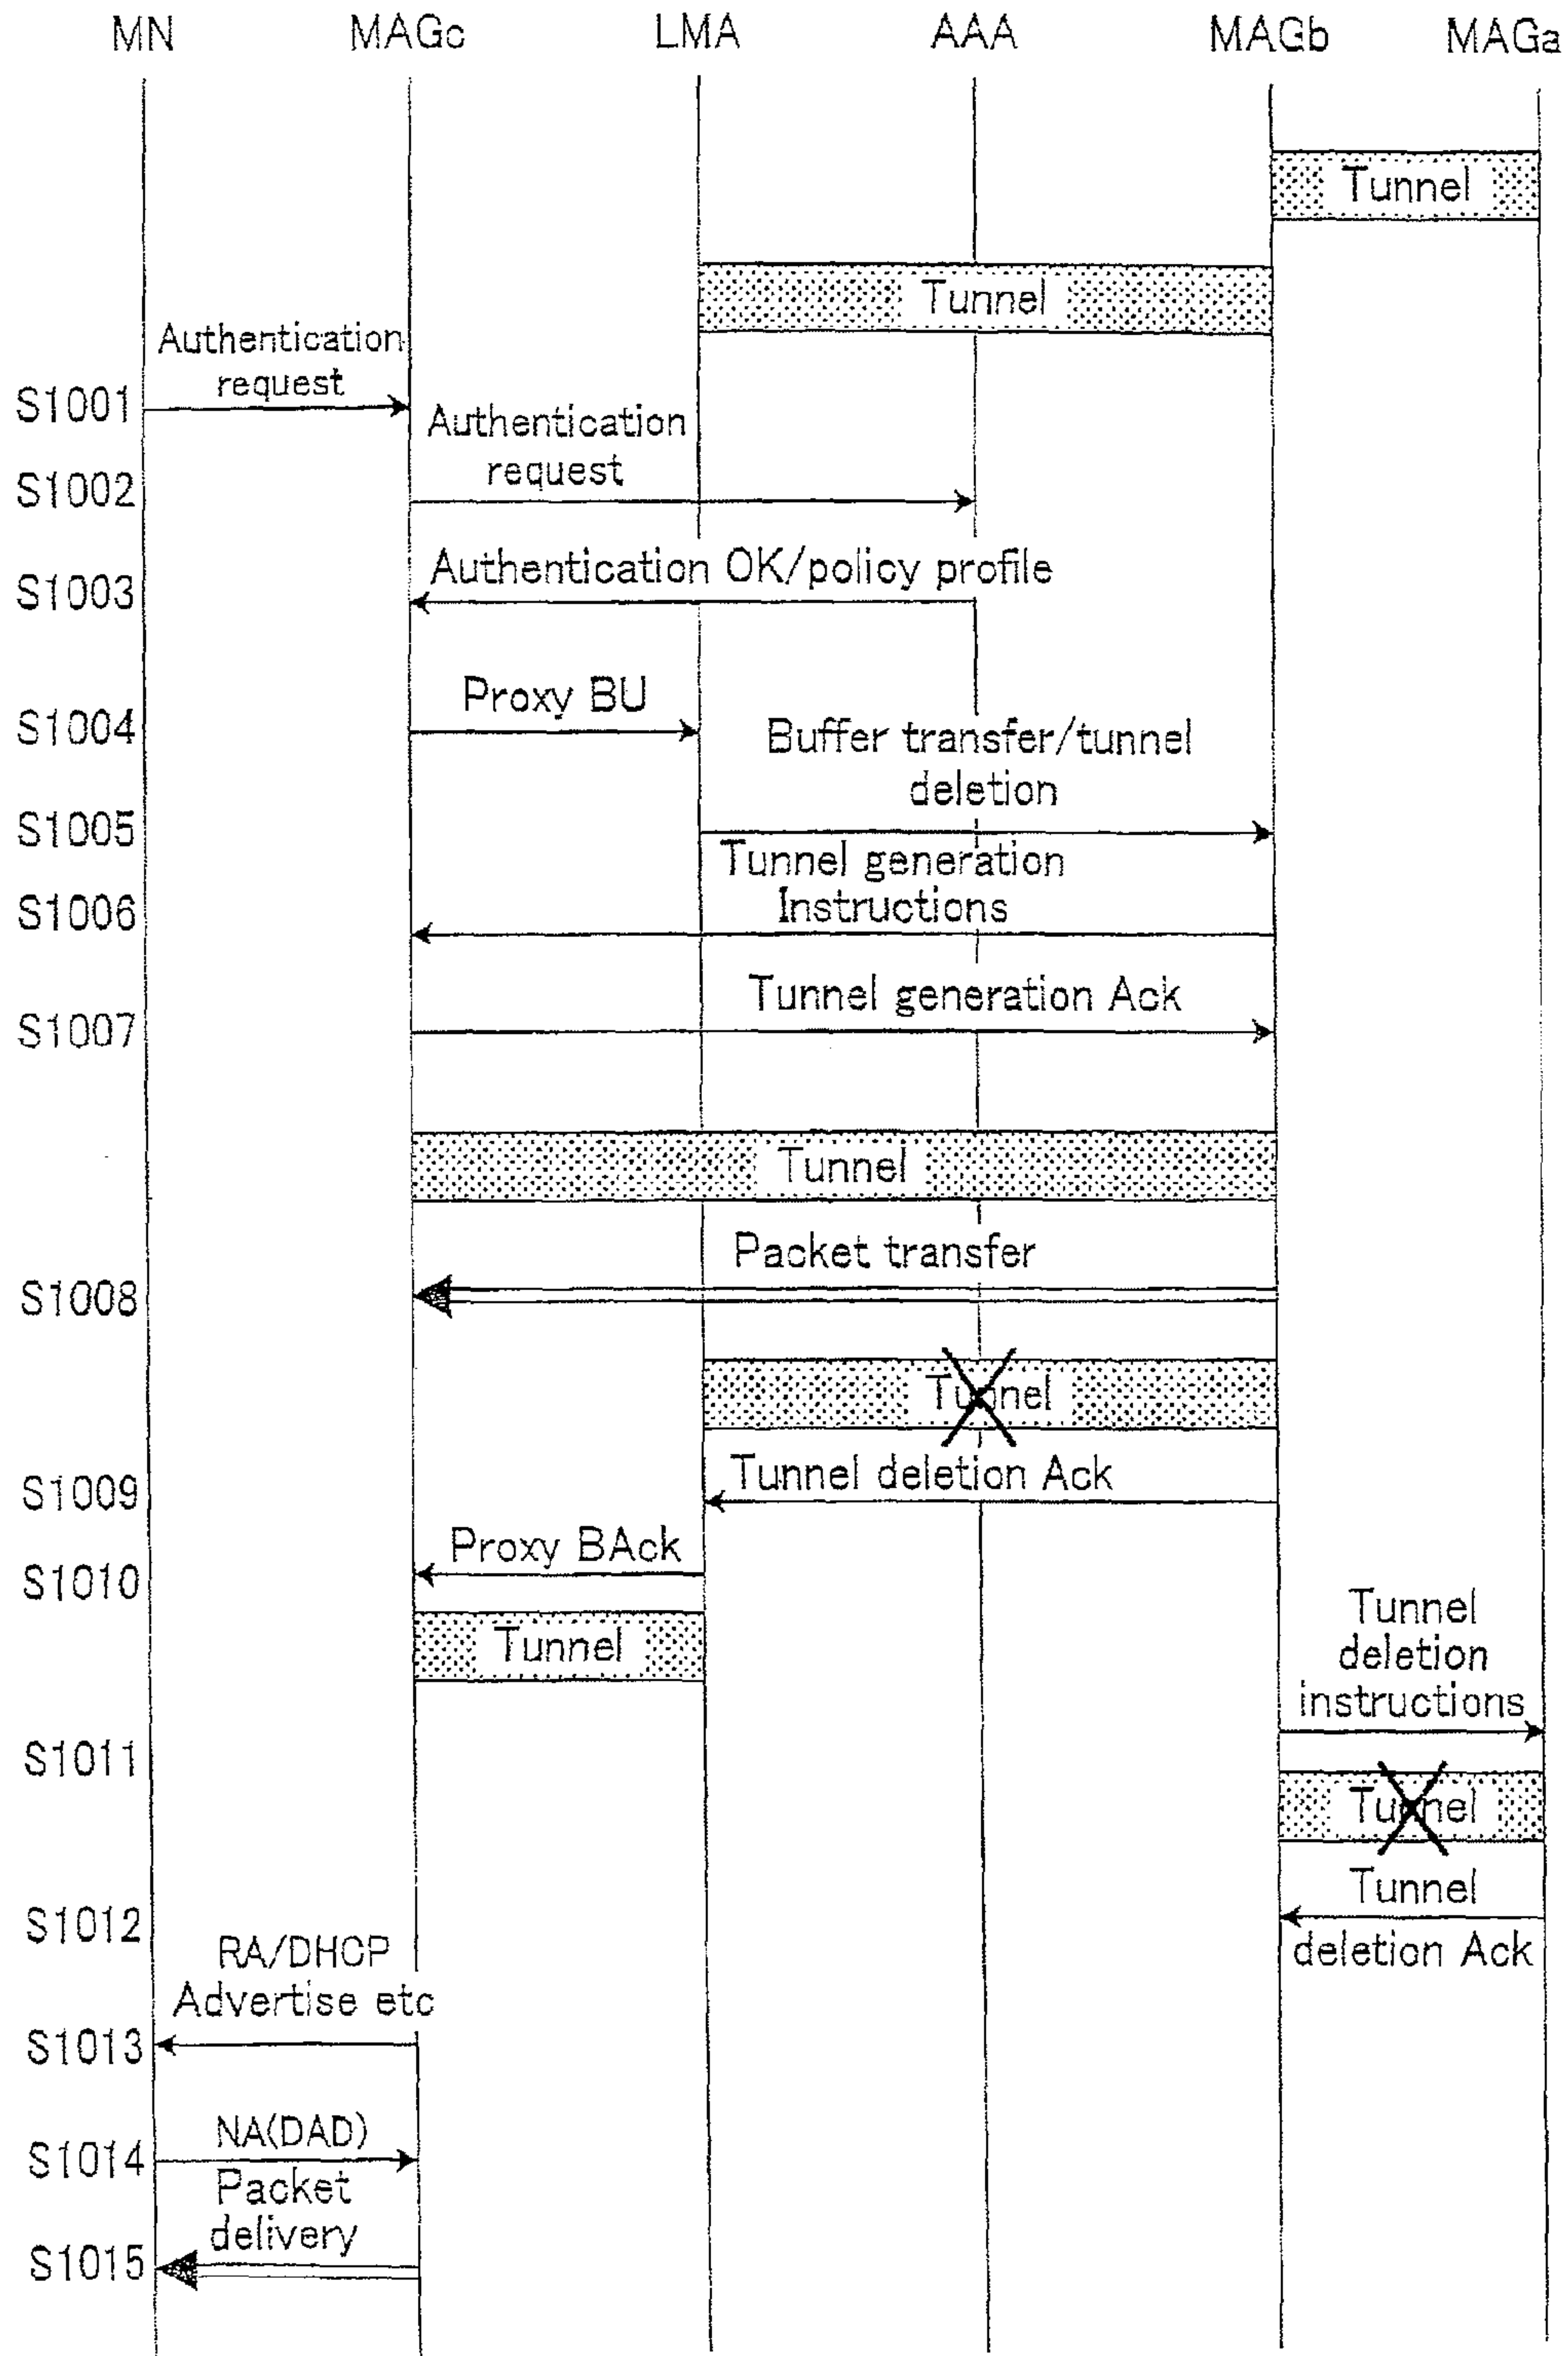 MN MAGc LMA AAA MAGb MAGa
Tunnel
Tunnel
Authentication
request
S1001
Authentication
request
S1002
Authentication OK/policy profile
S1003
Proxy BU
S1004
Buffer transfer/tunnel
deletion
S1005
Tunnel generation
Instructions
S1006
Tunnel generation Ack
S1007
Tunnel
Packet transfer
S1008
Tunnel
Tunnel deletion Ack
S1009
Proxy BAck
S1010
Tunnel
Tunnel
deletion
instructions
S1011
Tunnel
Tunnel
deletion Ack
S1012
RA/DHCP
Advertise etc
S1013
NA(DAD)
S1014
Packet
delivery
S1015